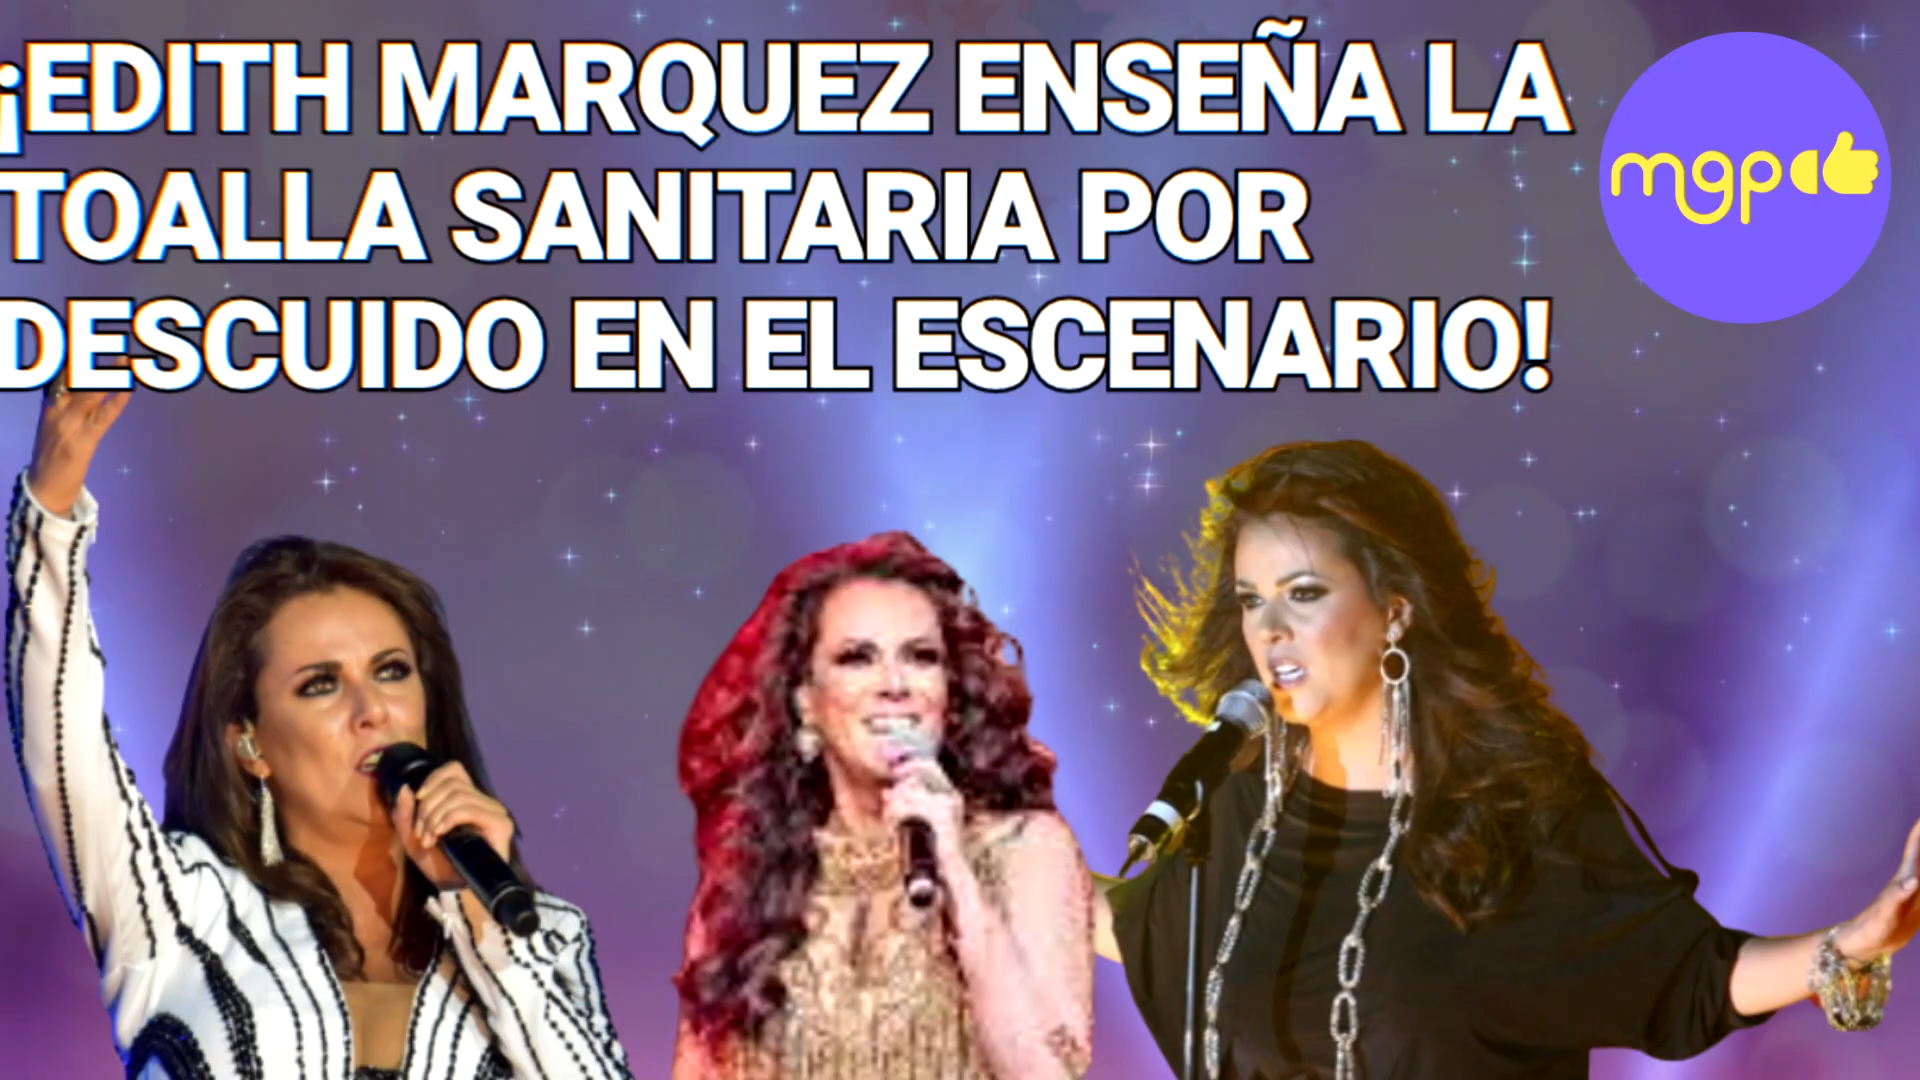 ¡EDITH MARQUEZ ENSEÑA LA
TOALLA SANITARIA POR
DESCUIDO EN EL ESCENARIO!
mgp